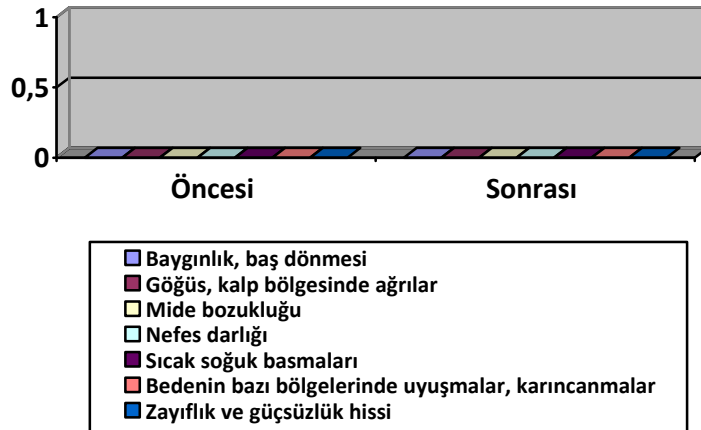 1
0,5
0
Öncesi Sonrası
Baygınlık, baş dönmesi
Göğüs, kalp bölgesinde ağrılar
Mide bozukluğu
Nefes darlığı
Sıcak soğuk basmaları
Bedenin bazı bölgelerinde uyuşmalar, karıncanmalar
Zayıflık ve güçsüzlük hissi